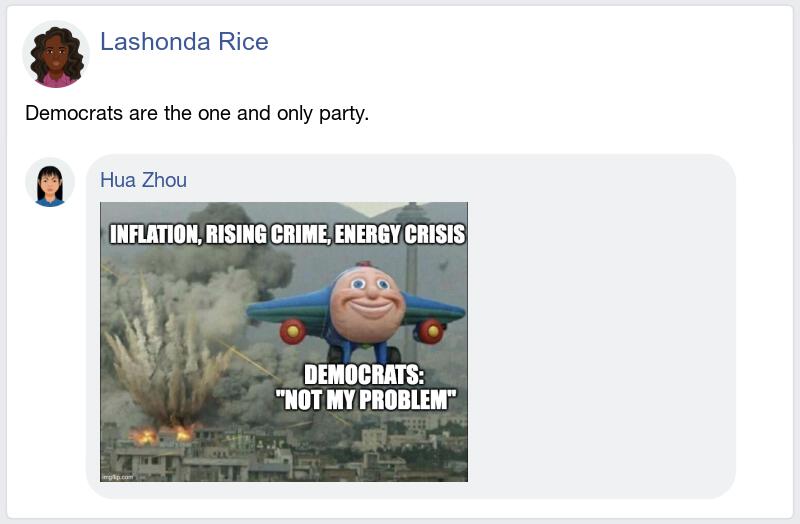 Lashonda Rice
Democrats are the one and only party.
Hua Zhou
INFLATION, RISING CRIME, ENERGY CRISIS
DEMOCRATS:
"NOT MY PROBLEM"
imgflip.com